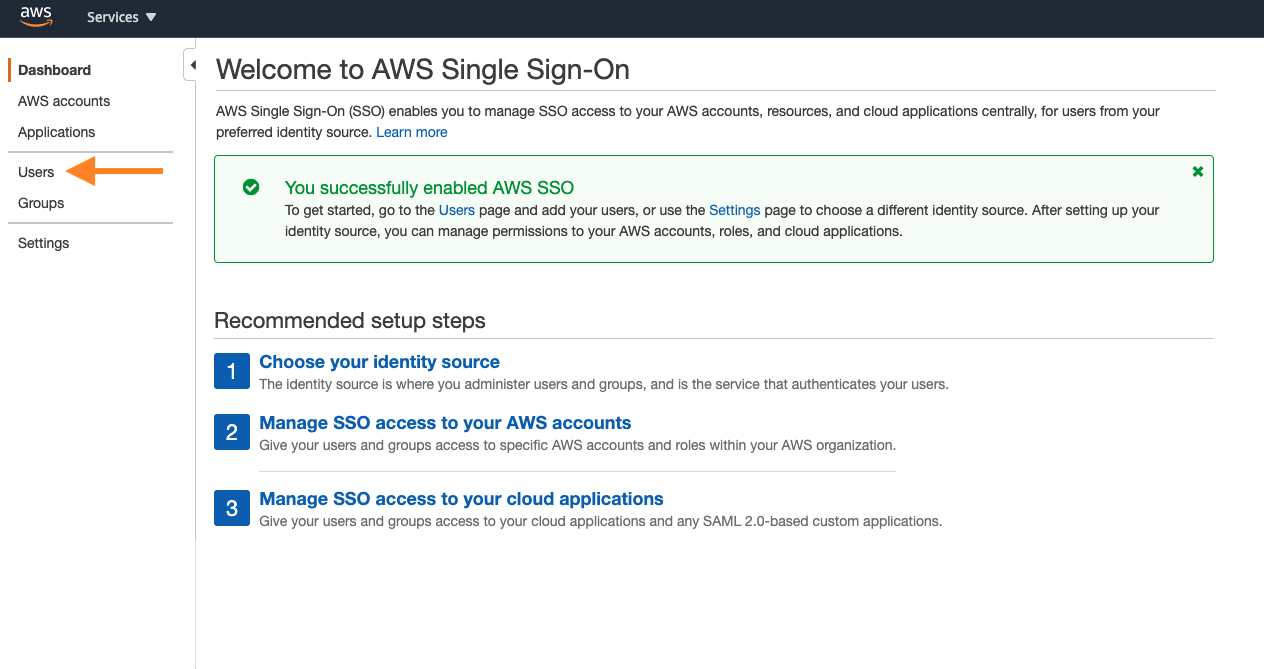 aws
Services
Dashboard
AWS accounts
Applications
Users
Groups
Settings
Welcome to AWS Single Sign-On
AWS Single Sign-On (SSO) enables you to manage SSO access to your AWS accounts, resources, and cloud applications centrally, for users from your
preferred identity source. Learn more
You successfully enabled AWS SSO
To get started, go to the Users page and add your users, or use the Settings page to choose a different identity source. After setting up your
identity source, you can manage permissions to your AWS accounts, roles, and cloud applications.
Recommended setup steps
1 Choose your identity source
The identity source is where you administer users and groups, and is the service that authenticates your users.
2 Manage SSO access to your AWS accounts
Give your users and groups access to specific AWS accounts and roles within your AWS organization.
3 Manage SSO access to your cloud applications
Give your users and groups access to your cloud applications and any SAML 2.0-based custom applications.